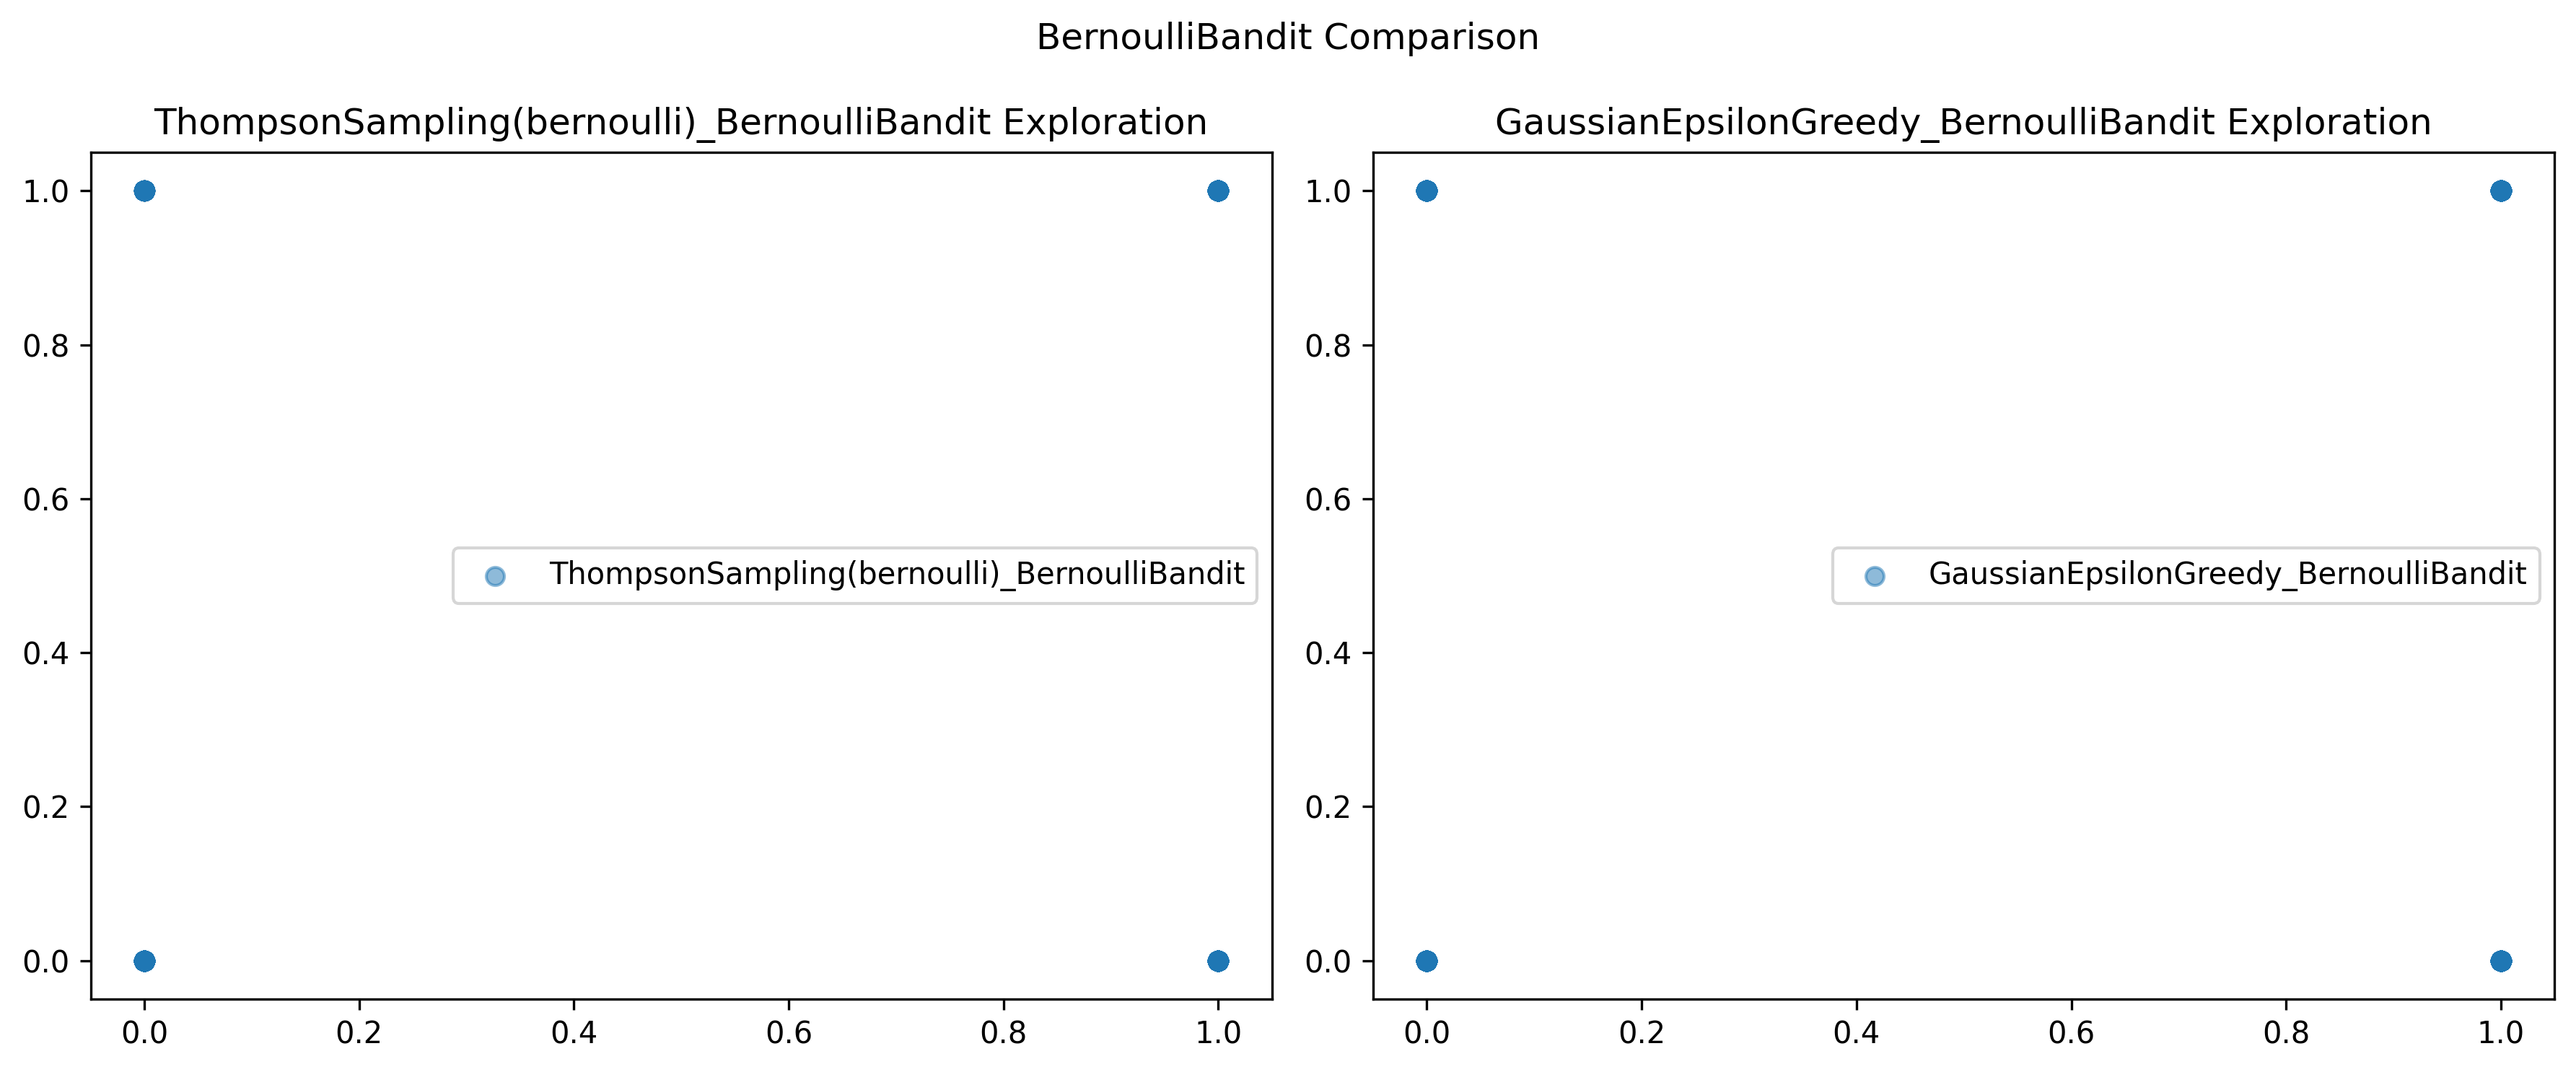 BernoulliBandit Comparison
ThompsonSampling(bernoulli)_BernoulliBandit Exploration
1.0
0.8
0.6
0.4
0.2
0.0
ThompsonSampling(bernoulli)_BernoulliBandit
0.0 0.2 0.4 0.6 0.8 1.0
GaussianEpsilonGreedy_BernoulliBandit Exploration
1.0
0.8
0.6
0.4
0.2
0.0
GaussianEpsilonGreedy_BernoulliBandit
0.0 0.2 0.4 0.6 0.8 1.0